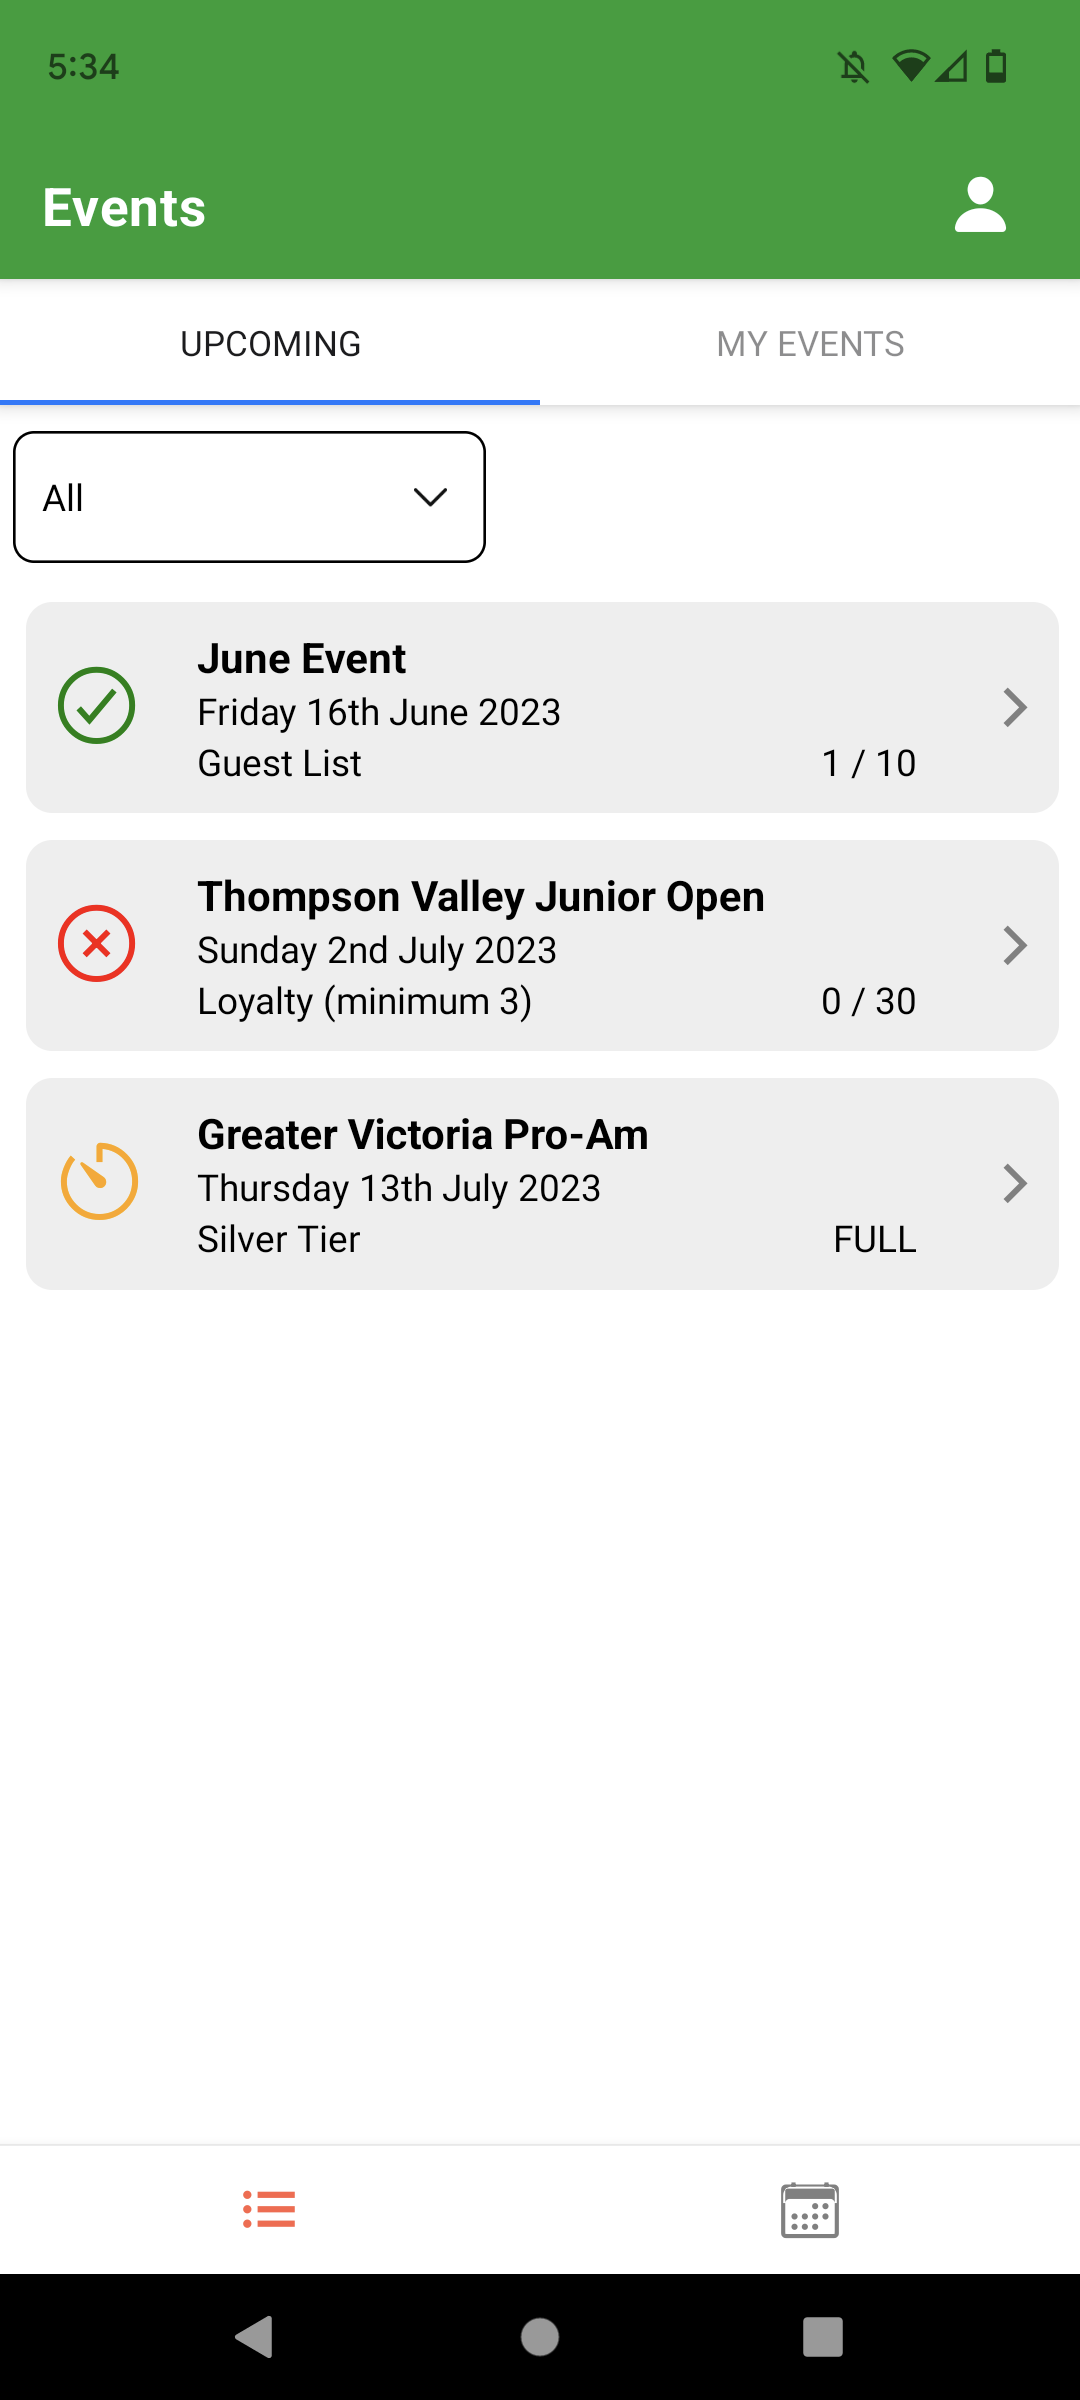 5:34
Events
UPCOMING
MY EVENTS
All
June Event
Friday 16th June 2023
Guest List 1 / 10
Thompson Valley Junior Open
Sunday 2nd July 2023
Loyalty (minimum 3) 0 / 30
Greater Victoria Pro-Am
Thursday 13th July 2023
Silver Tier FULL